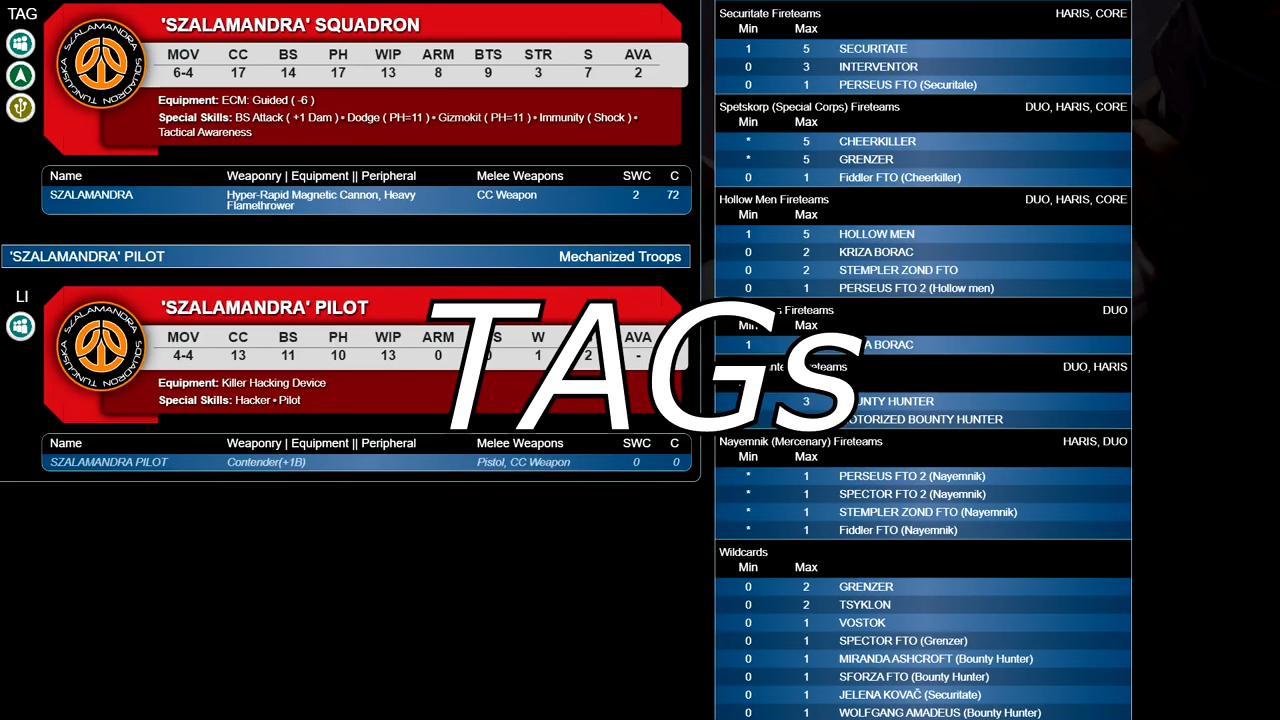 TAG
'SZALAMANDRA' SQUADRON
MOV CC BS PH WIP ARM BTS STR S AVA
6-4 17 14 17 13 8 9 3 7 2
Equipment: ECM: Guided ( -6 )
Special Skills: BS Attack ( +1 Dam ) • Dodge ( PH=11 ) • Gizmokit ( PH=11 ) • Immunity ( Shock ) •
Tactical Awareness
SZALAMANDRA
SQUADRON TUNGUSKA
Name Weaponry | Equipment || Peripheral Melee Weapons SWC C
SZALAMANDRA Hyper-Rapid Magnetic Cannon, Heavy CC Weapon 2 72
Flamethrower
'SZALAMANDRA' PILOT Mechanized Troops
LI
'SZALAMANDRA' PILOT
MOV CC BS PH WIP ARM W
4-4 13 11 10 13 0 1 2 -
AVA
Equipment: Killer Hacking Device
Special Skills: Hacker • Pilot
SZALAMANDRA
SQUADRON TUNGUSKA
Name Weaponry | Equipment || Peripheral Melee Weapons SWC C
SZALAMANDRA PILOT Contender(+1B) Pistol, CC Weapon 0 0
TAGs
Securitate Fireteams HARIS, CORE
Min Max
1 5 SECURITATE
0 3 INTERVENTOR
0 1 PERSEUS FTO (Securitate)
Spetskorp (Special Corps) Fireteams DUO, HARIS, CORE
Min Max
* 5 CHEERKILLER
* 5 GRENZER
0 1 Fiddler FTO (Cheerkiller)
Hollow Men Fireteams DUO, HARIS, CORE
Min Max
1 5 HOLLOW MEN
0 2 KRIZA BORAC
0 2 STEMPLER ZOND FTO
0 1 PERSEUS FTO 2 (Hollow men)
Fireteams DUO
Min
1 BORAC
DUO, HARIS
3 HUNTER
BOUNTY HUNTER
Nayemnik (Mercenary) Fireteams HARIS, DUO
Min Max
* 1 PERSEUS FTO 2 (Nayemnik)
* 1 SPECTOR FTO 2 (Nayemnik)
* 1 STEMPLER ZOND FTO (Nayemnik)
* 1 Fiddler FTO (Nayemnik)
Wildcards
Min Max
0 2 GRENZER
0 2 TSYKLON
0 1 VOSTOK
0 1 SPECTOR FTO (Grenzer)
0 1 MIRANDA ASHCROFT (Bounty Hunter)
0 1 SFORZA FTO (Bounty Hunter)
0 1 JELENA KOVAČ (Securitate)
0 1 WOLFGANG AMADEUS (Bounty Hunter)